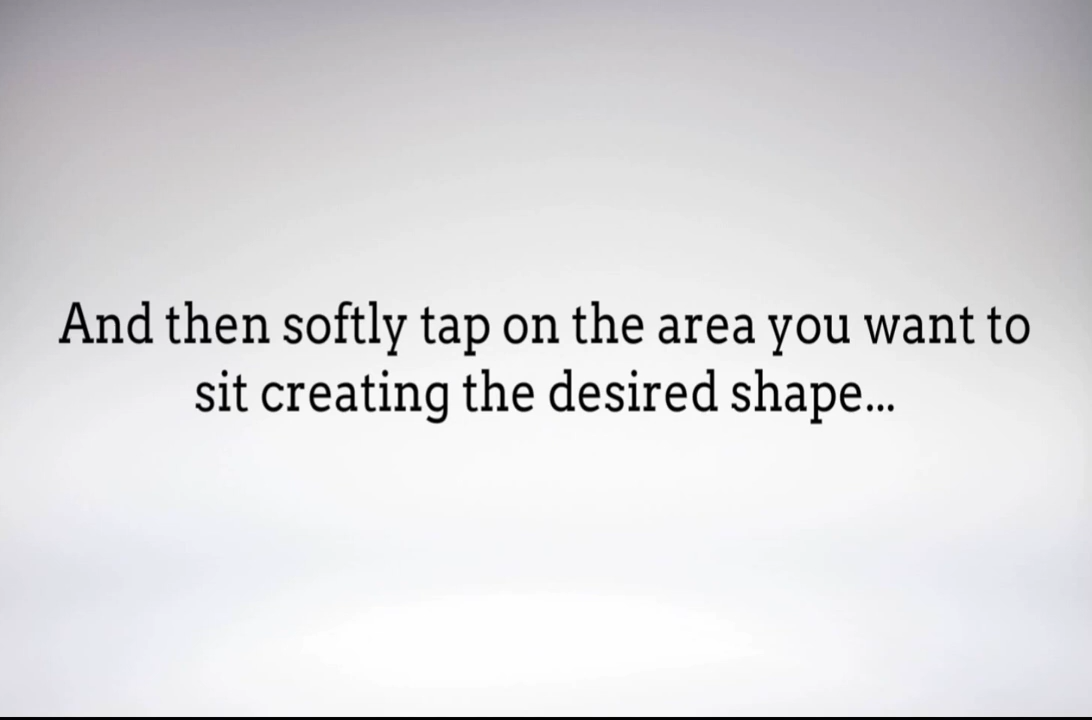 And then softly tap on the area you want to
sit creating the desired shape...